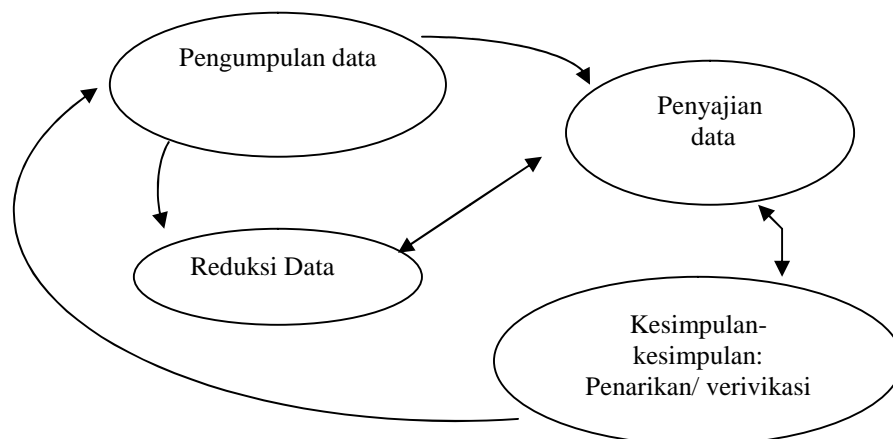 Pengumpulan data
Penyajian
data
Reduksi Data
Kesimpulan-
kesimpulan:
Penarikan/ verivikasi